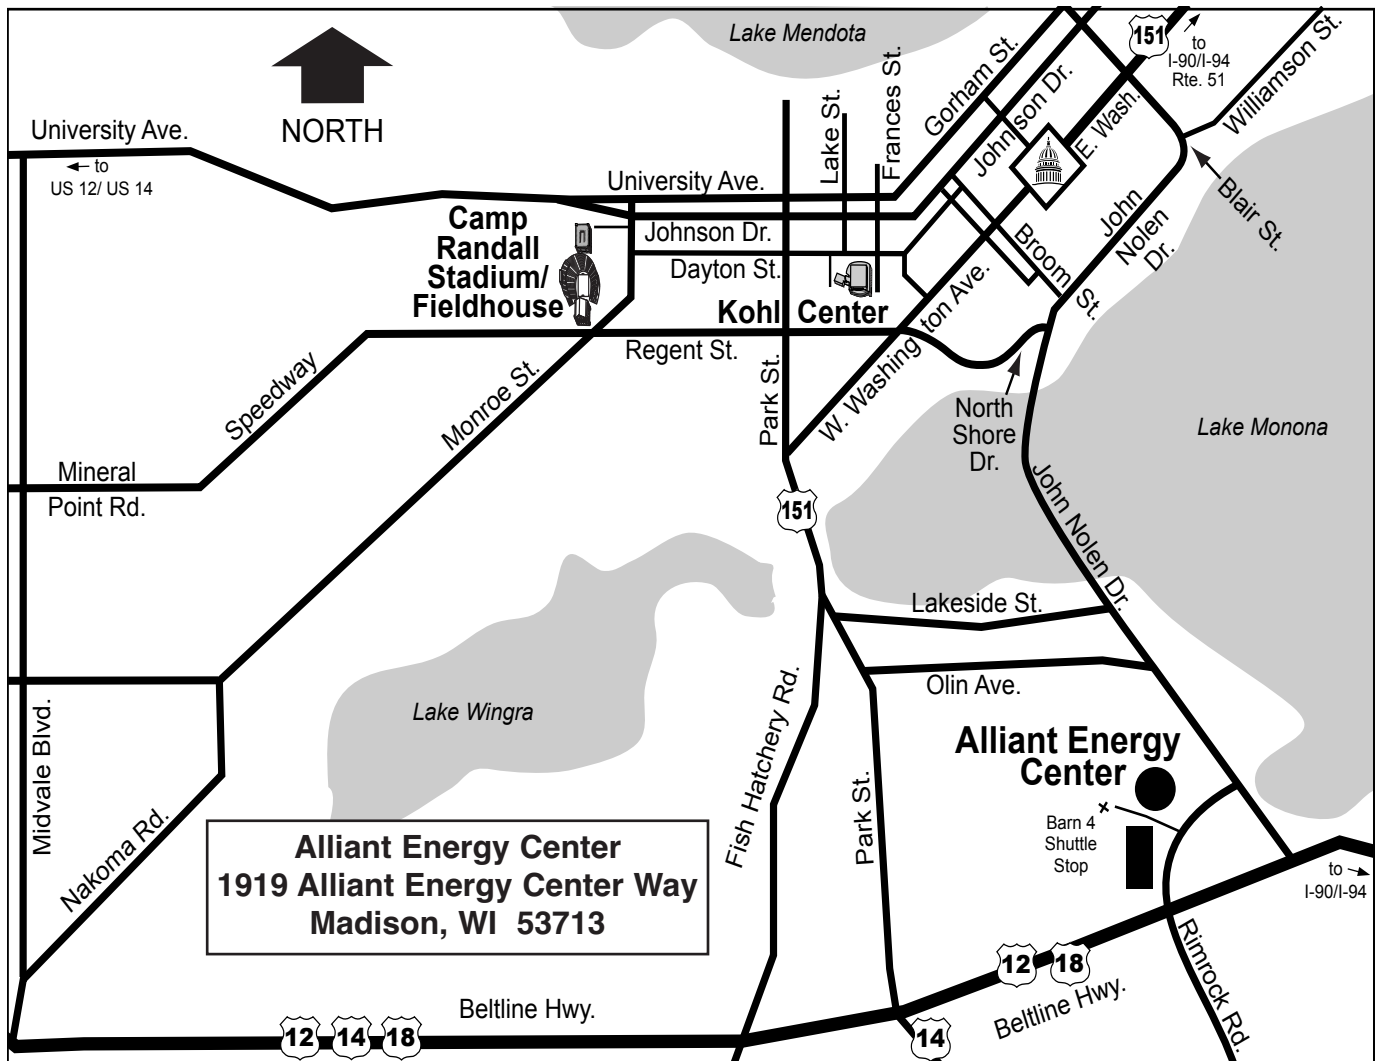 Lake Mendota
151
to
I-90/I-94
Rte. 51
Williamson St.
NORTH
University Ave.
to
US 12/ US 14
Gorham St.
Johnson Dr.
E. Wash.
Lake St.
Frances St.
University Ave.
Camp
Randall
Stadium/
Fieldhouse
Johnson Dr.
Dayton St.
Kohl Center
Regent St.
Broom St.
John
Nolen
Dr.
Blair St.
W. Washington Ave.
Park St.
North
Shore
Dr.
Lake Monona
Speedway
Monroe St.
Mineral
Point Rd.
151
John Nolen Dr.
Lakeside St.
Olin Ave.
Lake Wingra
Midvale Blvd.
Nakoma Rd.
Fish Hatchery Rd.
Park St.
Alliant Energy
Center
Barn 4
Shuttle
Stop
Alliant Energy Center
1919 Alliant Energy Center Way
Madison, WI 53713
to
I-90/I-94
Rimrock Rd.
12 18
Beltline Hwy.
Beltline Hwy.
12 14 18
14